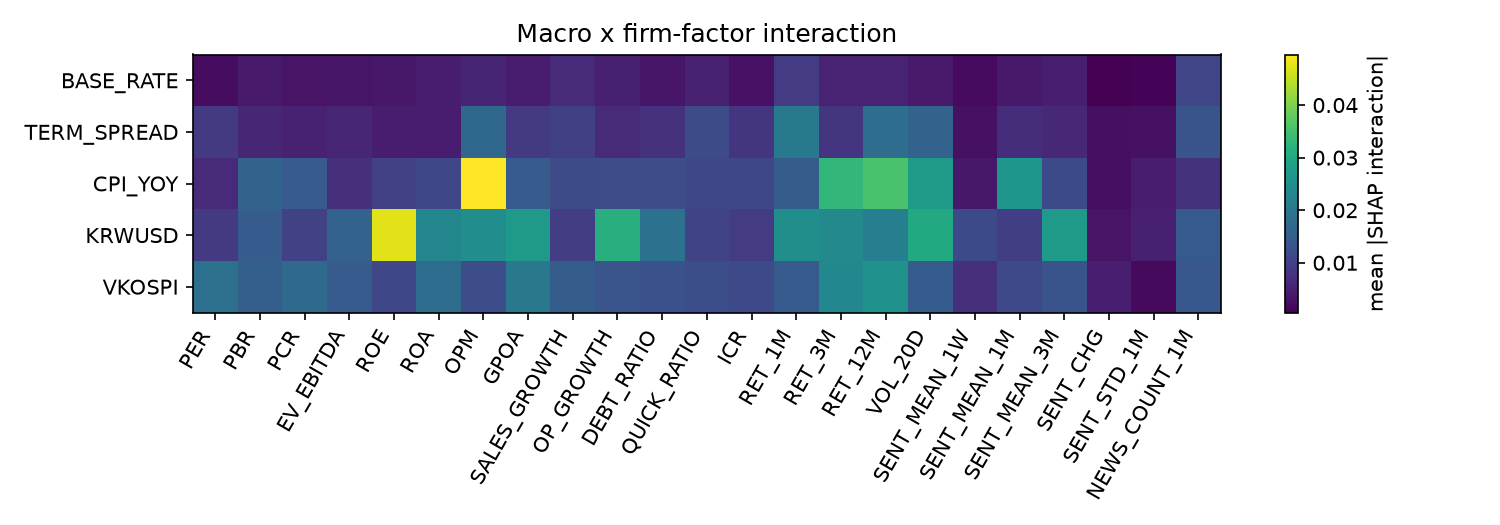 Macro x firm-factor interaction
BASE_RATE
TERM_SPREAD
CPI_YOY
KRWUSD
VKOSPI
PER
PBR
PCR
EV_EBITDA
ROE
ROA
OPM
GPOA
SALES_GROWTH
OP_GROWTH
DEBT_RATIO
QUICK_RATIO
ICR
RET_1M
RET_3M
RET_12M
VOL_20D
SENT_MEAN_1W
SENT_MEAN_1M
SENT_MEAN_3M
SENT_CHG
SENT_STD_1M
NEWS_COUNT_1M
0.04
0.03
0.02
0.01
mean |SHAP interaction|